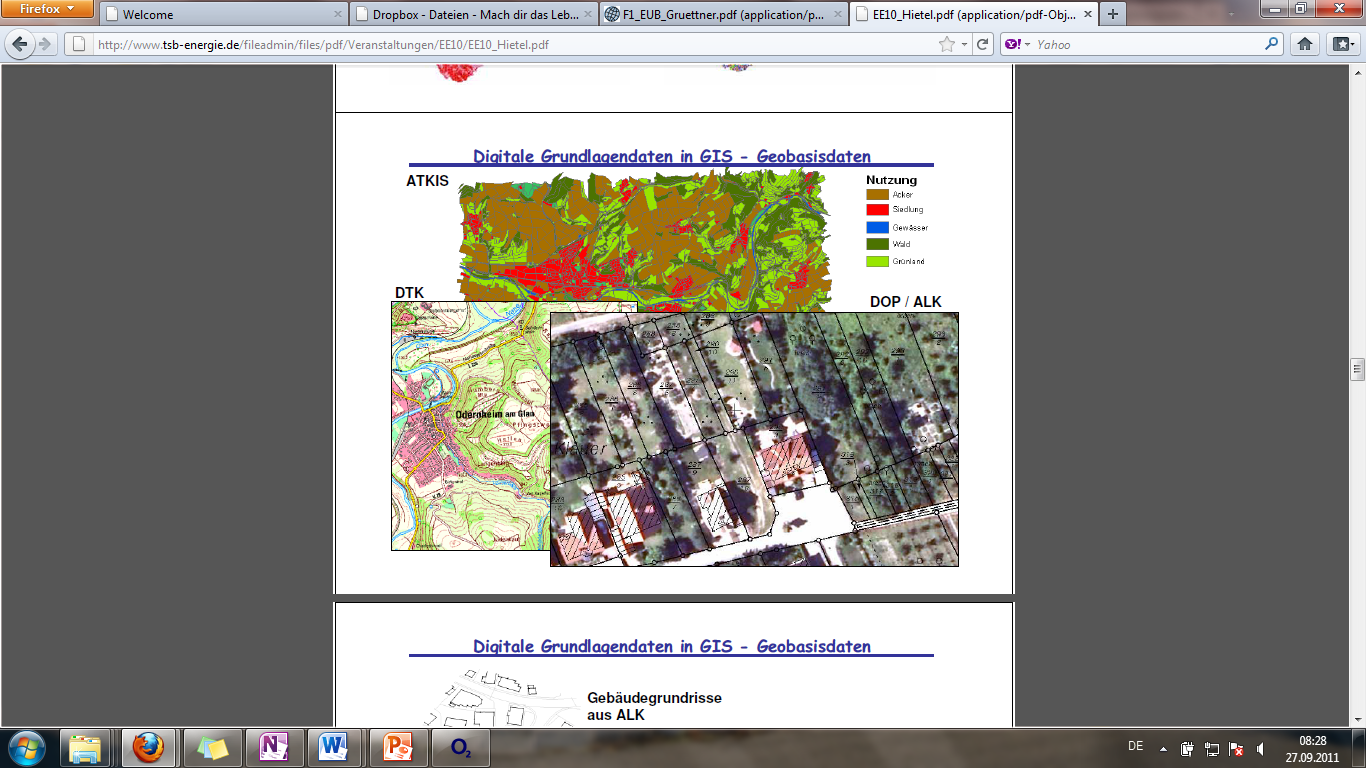 Firefox
Welcome
Dropbox - Dateien - Mach dir das Leb...
F1_EUB_Gruettner.pdf (application/p...
EE10_Hietel.pdf (application/pdf-Obj...
http://www.tsb-energie.de/fileadmin/files/pdf/Veranstaltungen/EE10/EE10_Hietel.pdf
Yahoo
Digitale Grundlagendaten in GIS - Geobasisdaten
ATKIS
Nutzung
Acker
Siedlung
Gewässer
Wald
Grünland
DTK
DOP / ALK
Odernheim am Glan
Digitale Grundlagendaten in GIS - Geobasisdaten
Gebäudegrundrisse
aus ALK
DE
08:28
27.09.2011